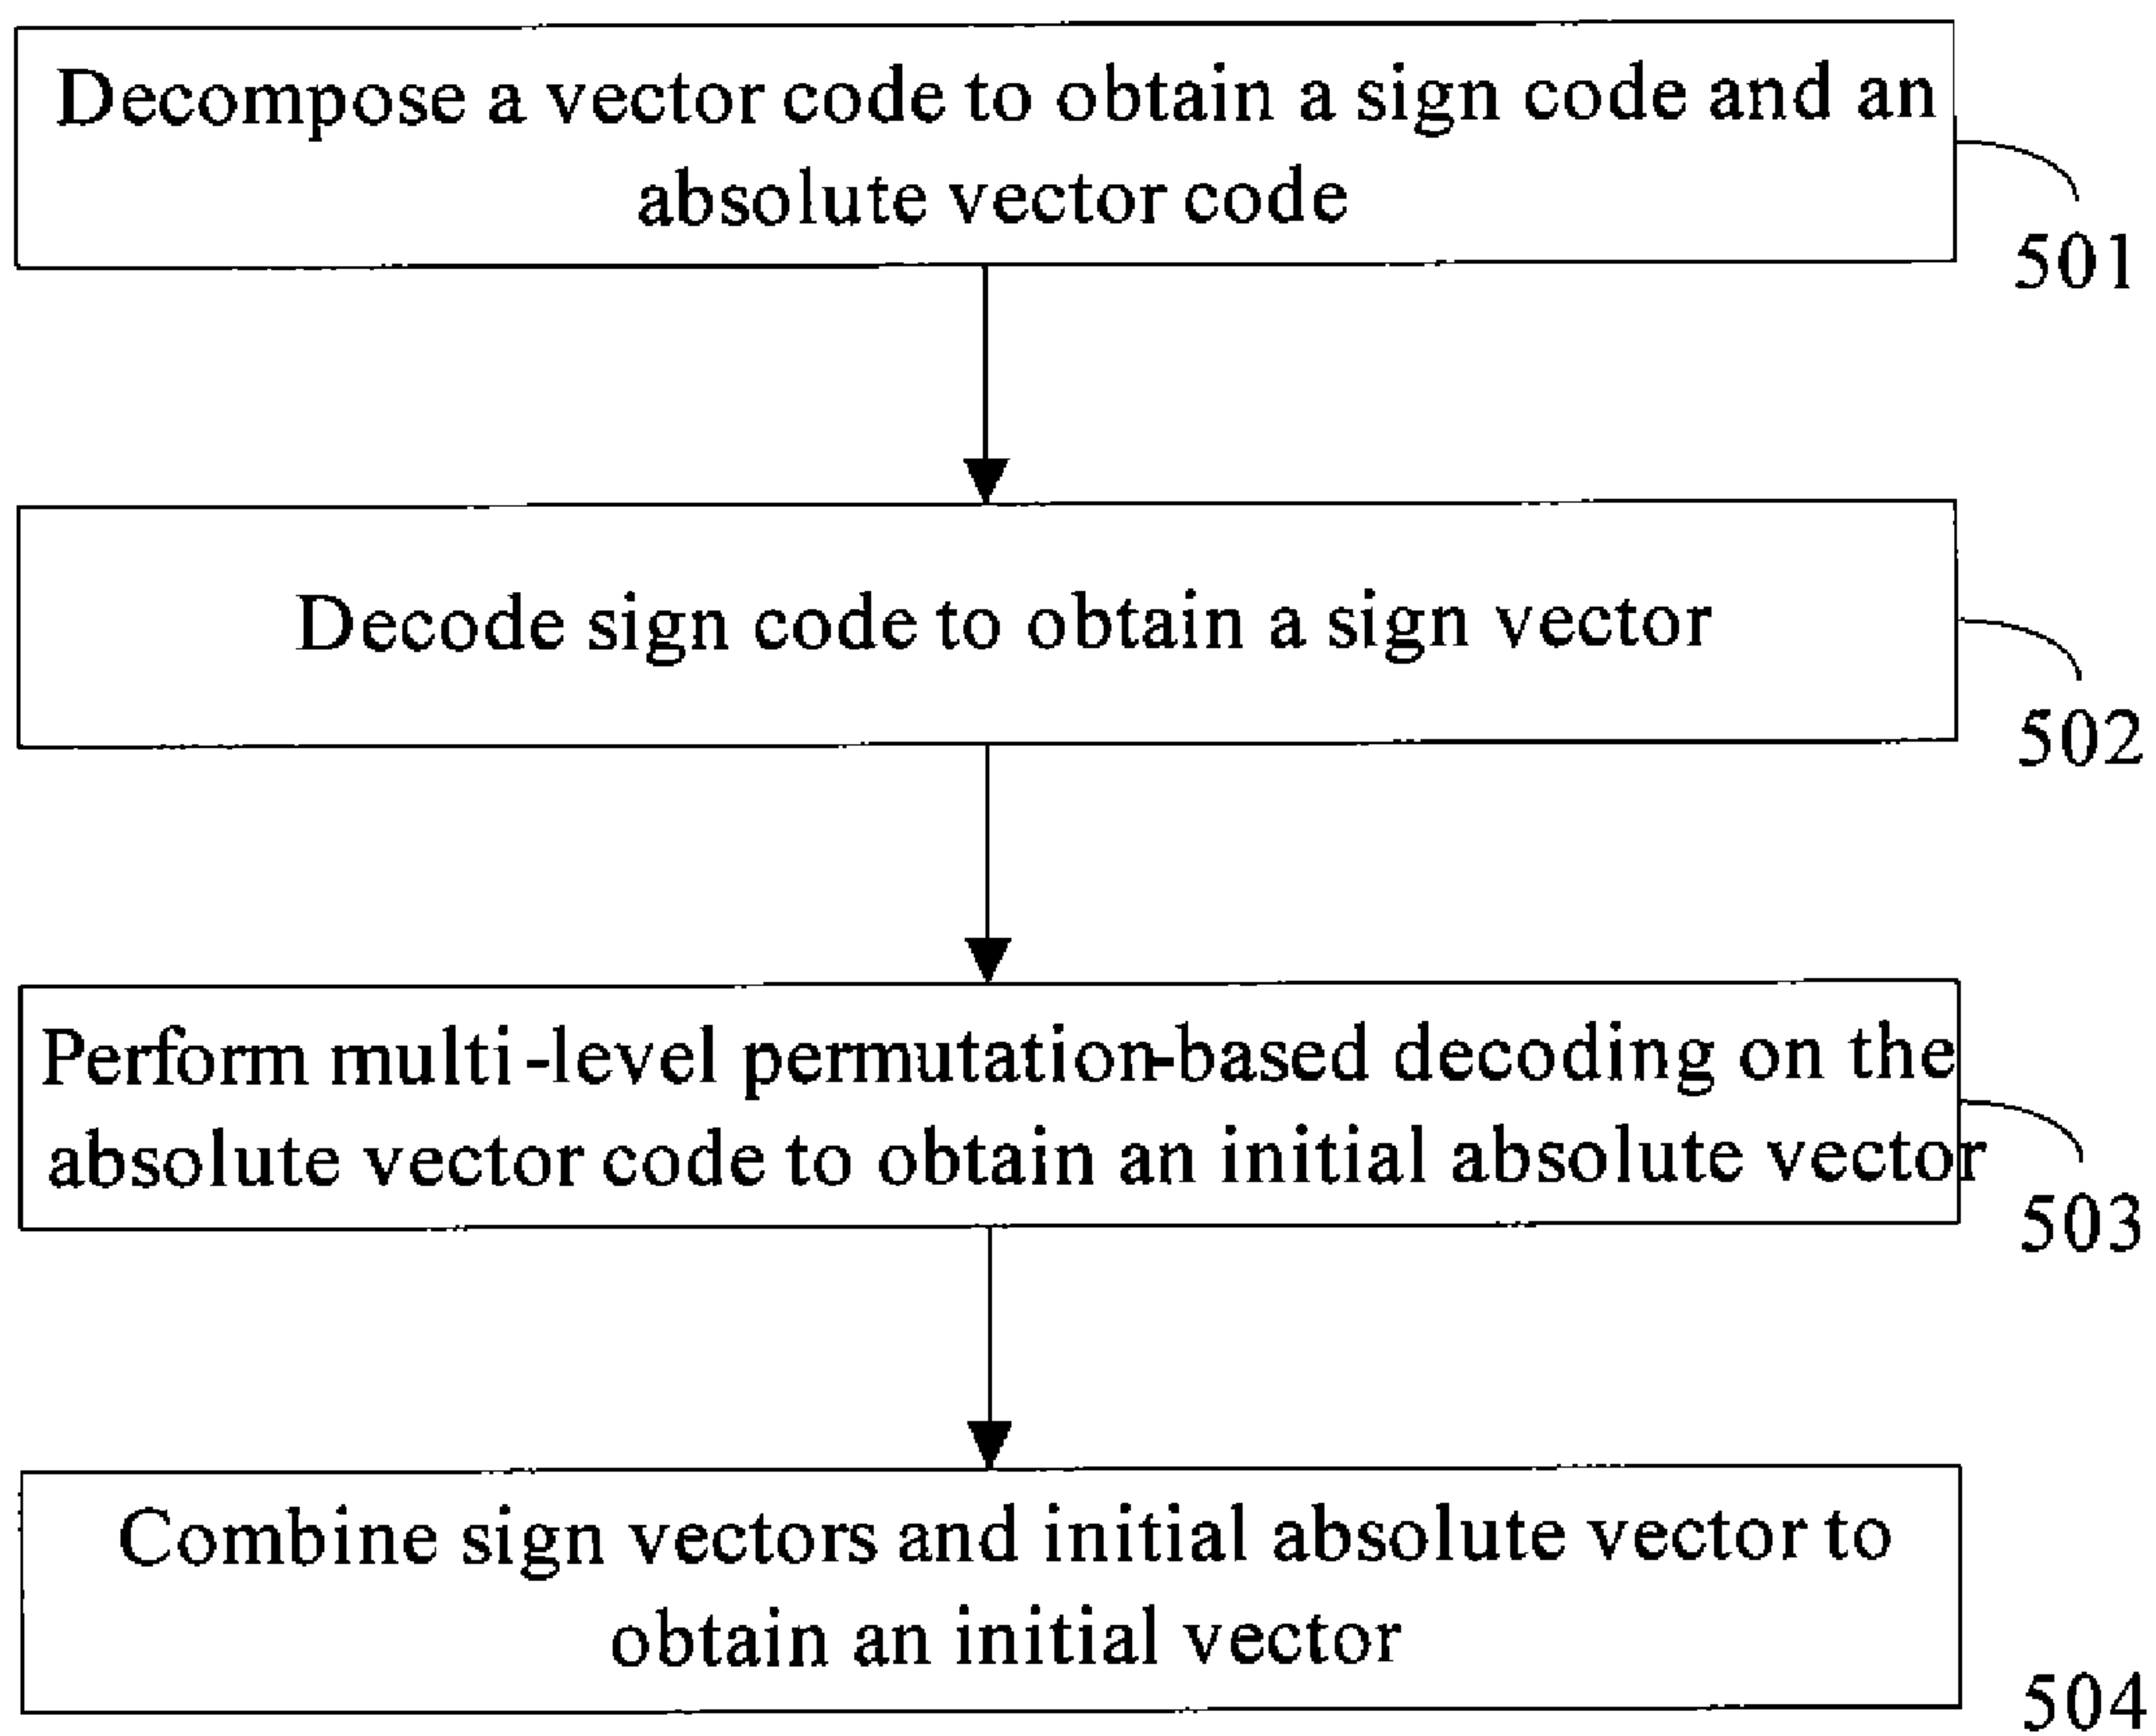 Decompose a vector code to obtain a sign code and an
absolute vector code
501
Decode sign code to obtain a sign vector
502
Perform multi-level permutation-based decoding on the
absolute vector code to obtain an initial absolute vector
503
Combine sign vectors and initial absolute vector to
obtain an initial vector
504